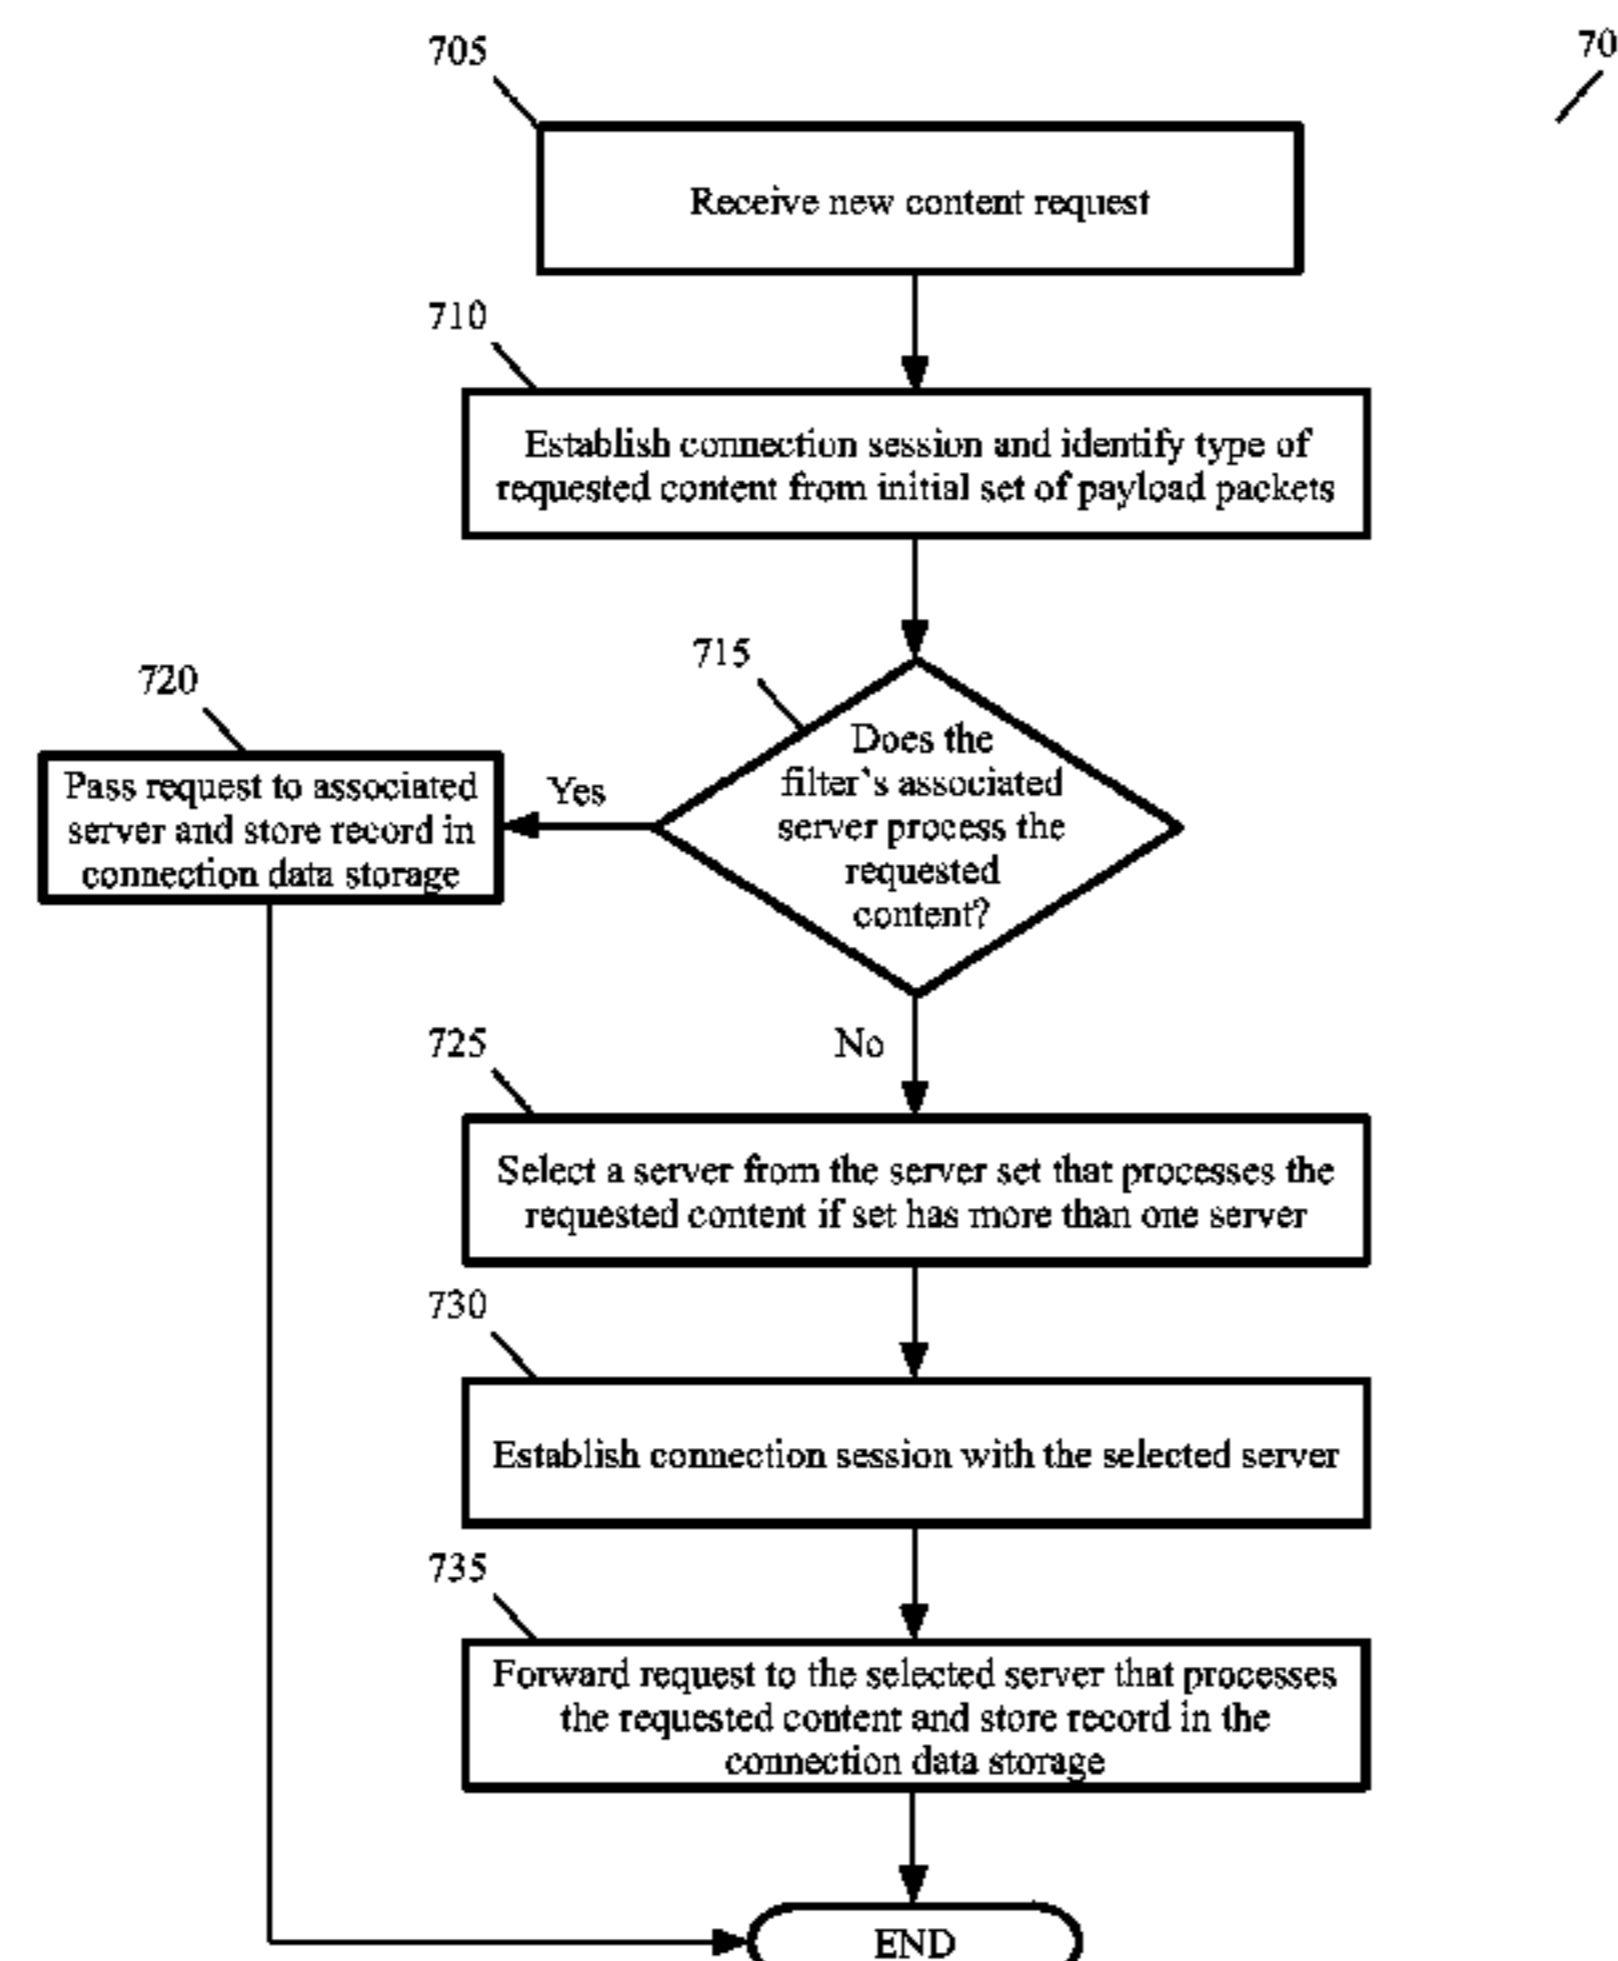 705
70
Receive new content request
710
Establish connection session and identify type of
requested content from initial set of payload packets
715
720
Does the
filter's associated
server process the
requested
content?
Yes
Pass request to associated
server and store record in
connection data storage
No
725
Select a server from the server set that processes the
requested content if set has more than one server
730
Establish connection session with the selected server
735
Forward request to the selected server that processes
the requested content and store record in the
connection data storage
END